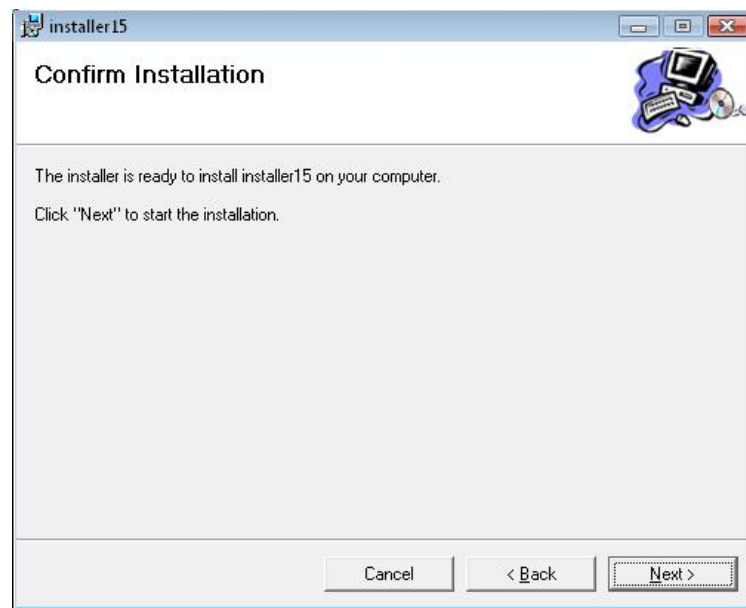 installer15
Confirm Installation
The installer is ready to install installer15 on your computer.
Click "Next" to start the installation.
Cancel
< Back
Next >